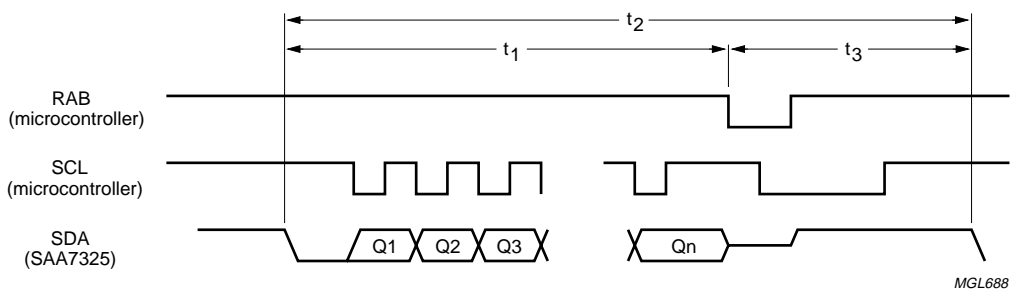 t2
t1
t3
RAB
(microcontroller)
SCL
(microcontroller)
SDA
(SAA7325)
Q1 Q2 Q3 Qn
MGL688